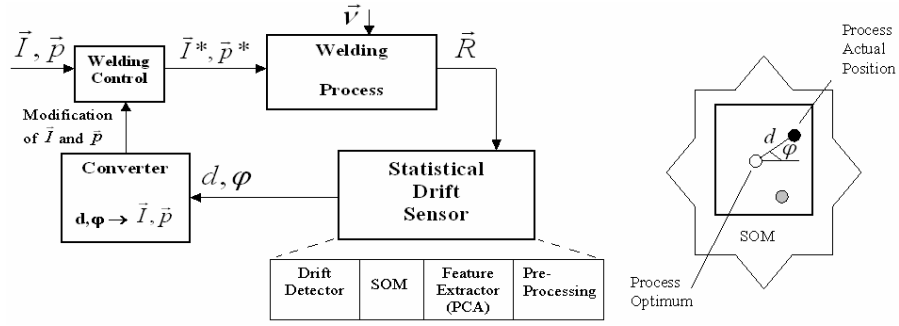 I⃗, p⃗
Welding
Control
I⃗*, p⃗*
ν⃗
Welding
Process
R⃗
Modification
of I⃗ and p⃗
Converter
d,φ → I⃗, p⃗
d, φ
Statistical
Drift
Sensor
Drift
Detector
SOM
Feature
Extractor
(PCA)
Pre-
Processing
Process
Actual
Position
d
φ
SOM
Process
Optimum